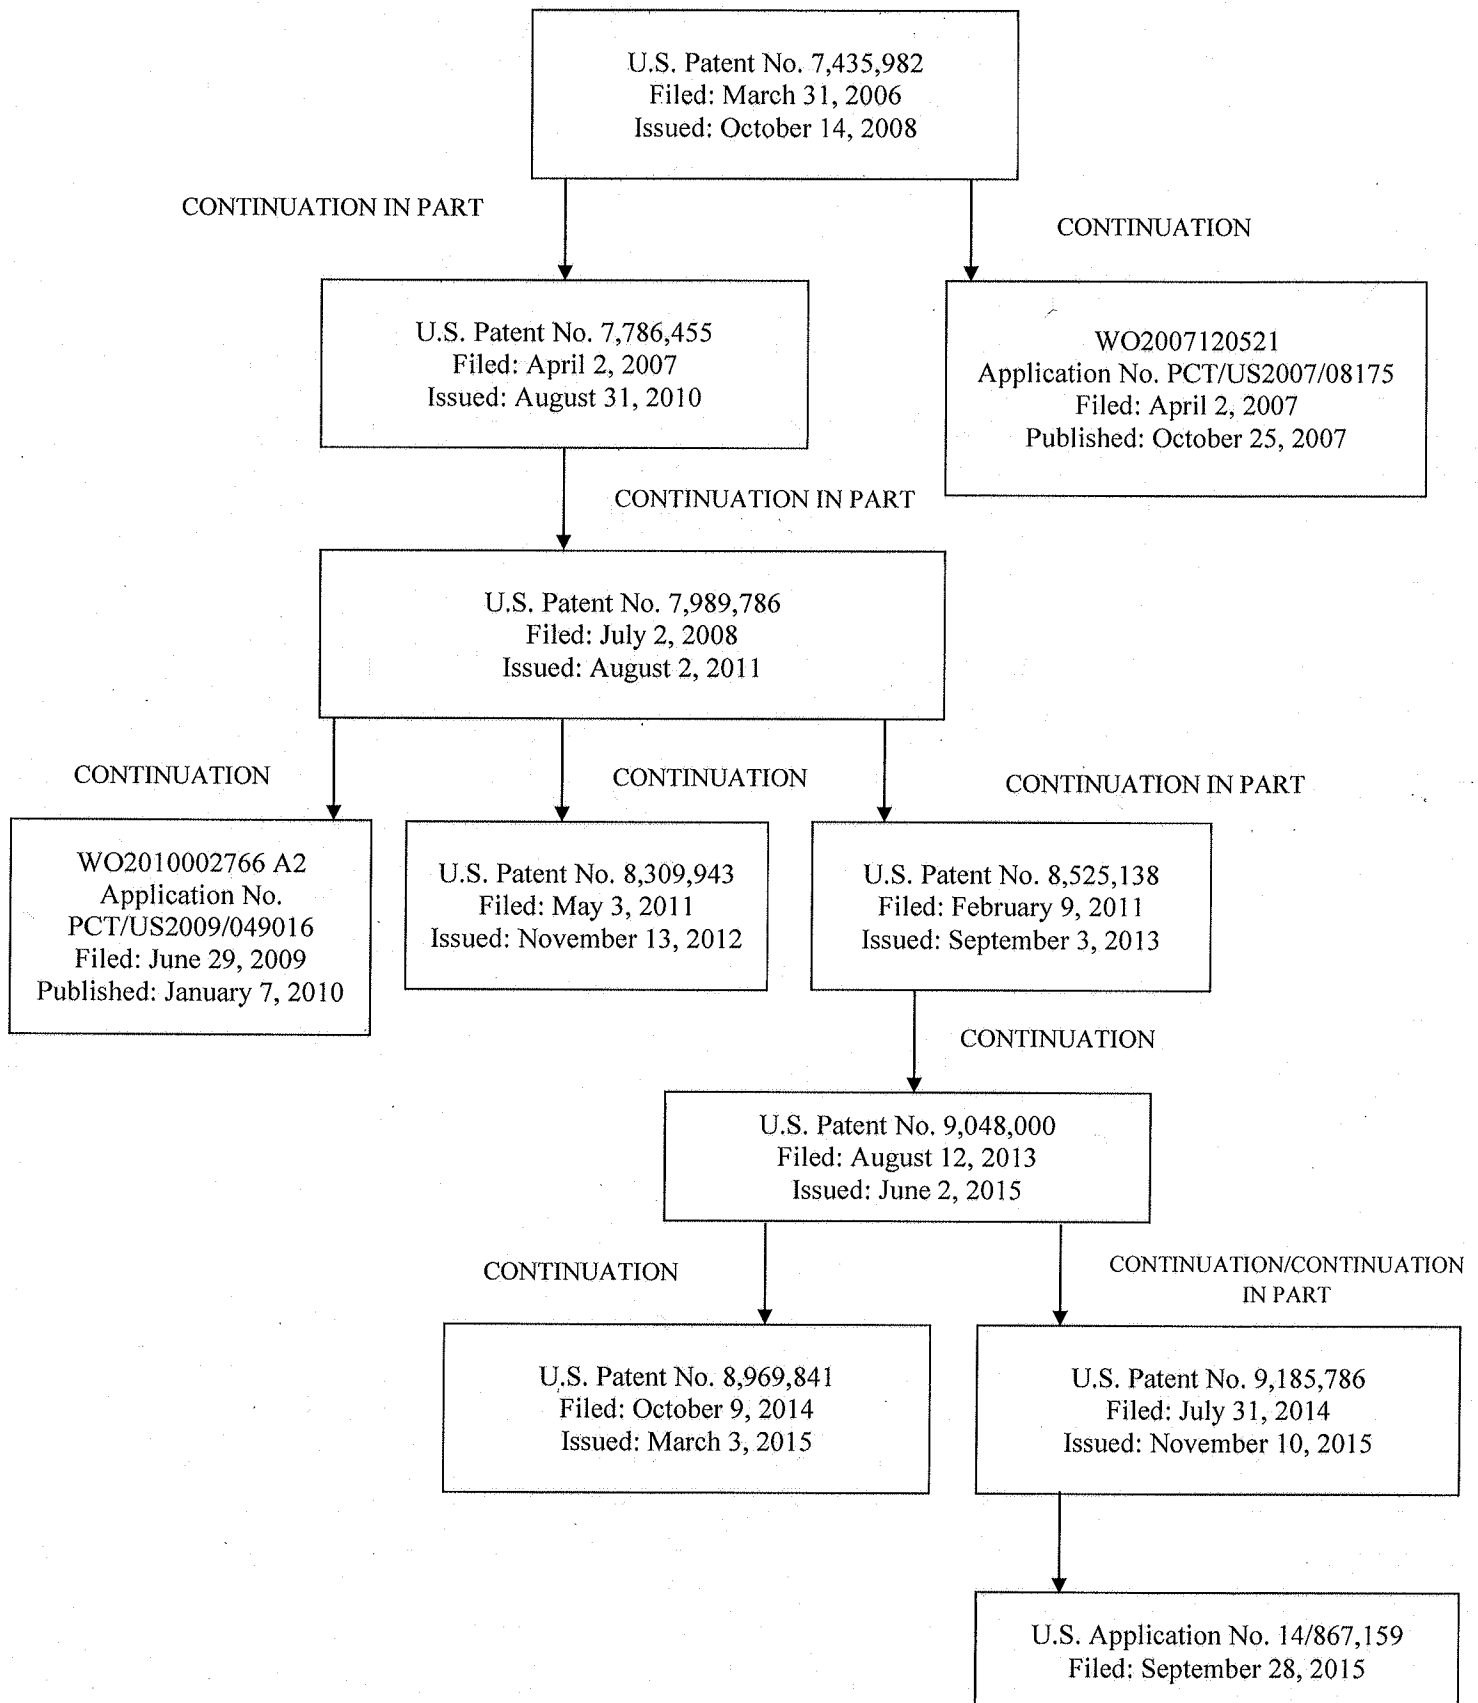 U.S. Patent No. 7,435,982
Filed: March 31, 2006
Issued: October 14, 2008
CONTINUATION IN PART
CONTINUATION
U.S. Patent No. 7,786,455
Filed: April 2, 2007
Issued: August 31, 2010
WO2007120521
Application No. PCT/US2007/08175
Filed: April 2, 2007
Published: October 25, 2007
CONTINUATION IN PART
U.S. Patent No. 7,989,786
Filed: July 2, 2008
Issued: August 2, 2011
CONTINUATION
CONTINUATION
CONTINUATION IN PART
WO2010002766 A2
Application No.
PCT/US2009/049016
Filed: June 29, 2009
Published: January 7, 2010
U.S. Patent No. 8,309,943
Filed: May 3, 2011
Issued: November 13, 2012
U.S. Patent No. 8,525,138
Filed: February 9, 2011
Issued: September 3, 2013
CONTINUATION
U.S. Patent No. 9,048,000
Filed: August 12, 2013
Issued: June 2, 2015
CONTINUATION
CONTINUATION/CONTINUATION
IN PART
U.S. Patent No. 8,969,841
Filed: October 9, 2014
Issued: March 3, 2015
U.S. Patent No. 9,185,786
Filed: July 31, 2014
Issued: November 10, 2015
U.S. Application No. 14/867,159
Filed: September 28, 2015